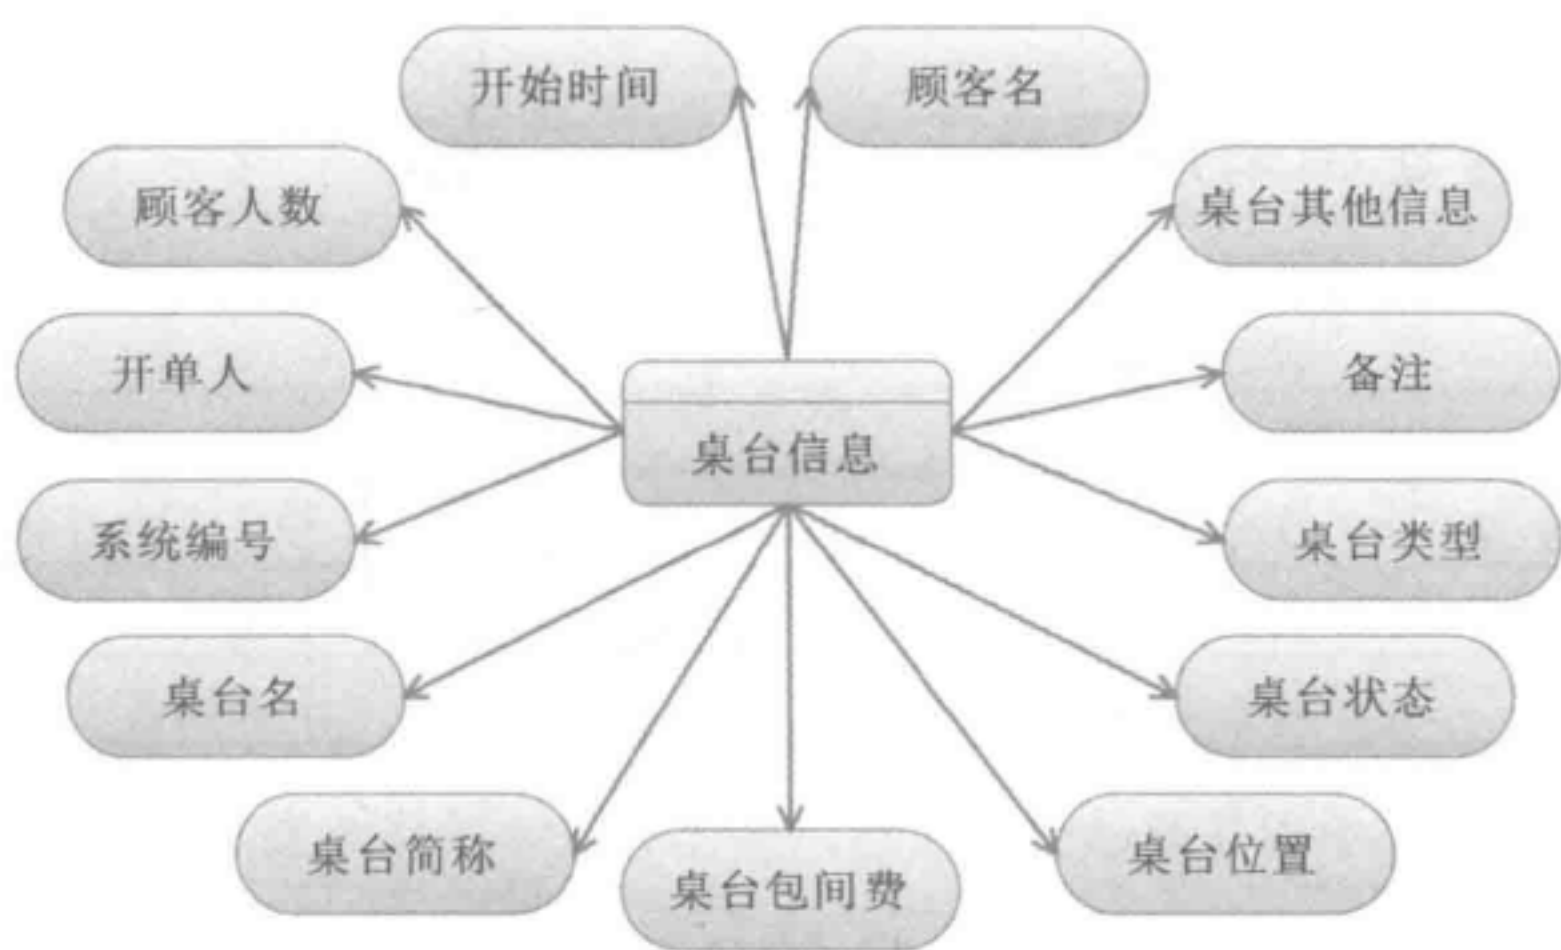 开始时间
顾客名
顾客人数
桌台其他信息
开单人
备注
桌台信息
系统编号
桌台类型
桌台名
桌台状态
桌台简称
桌台包间费
桌台位置